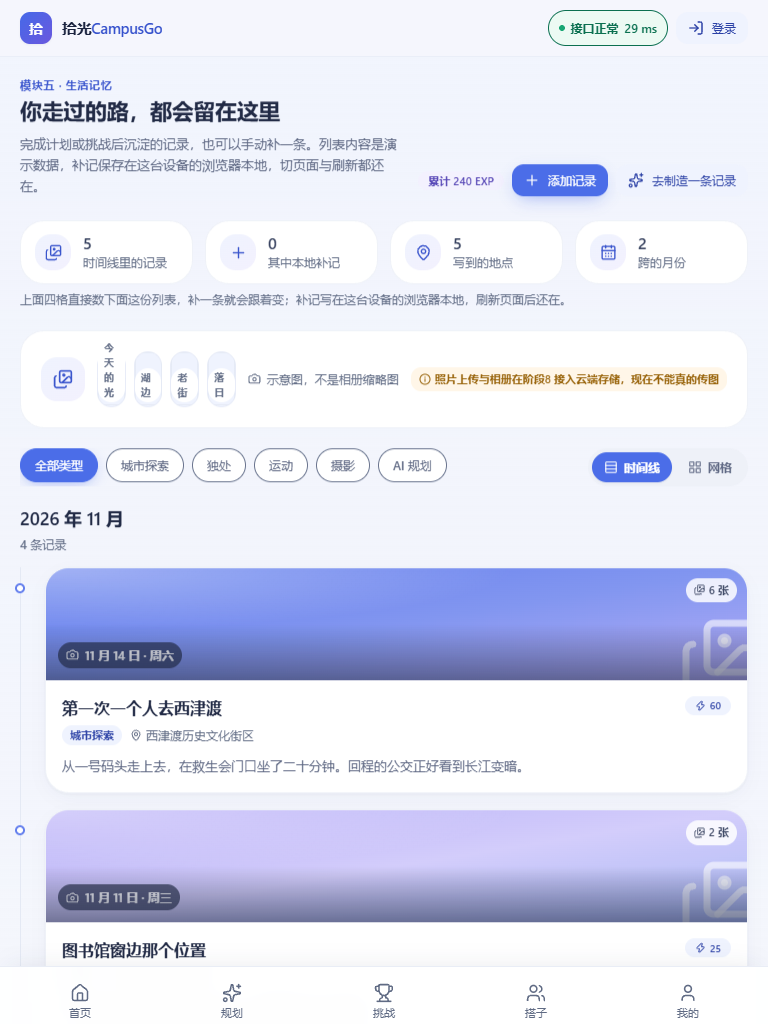 拾 拾光CampusGo 接口正常 29 ms 登录
模块五 · 生活记忆
你走过的路，都会留在这里
完成计划或挑战后沉淀的记录，也可以手动补一条。列表内容是演
示数据，补记保存在这台设备的浏览器本地，切页面与刷新都还
在。
累计 240 EXP 添加记录 去制造一条记录
5 时间线里的记录
0 其中本地补记
5 写到的地点
2 跨的月份
上面四格直接数下面这份列表，补一条就会跟着变；补记写在这台设备的浏览器本地，刷新页面后还在。
今天的光 湖边 老街 落日 示意图，不是相册缩略图 照片上传与相册在阶段8 接入云端存储，现在不能真的传图
全部类型 城市探索 独处 运动 摄影 AI 规划 时间线 网格
2026 年 11 月
4 条记录
6 张
11 月 14 日 · 周六
第一次一个人去西津渡 60
城市探索 西津渡历史文化街区
从一号码头走上去，在救生会门口坐了二十分钟。回程的公交正好看到长江变暗。
2 张
11 月 11 日 · 周三
图书馆窗边那个位置 25
首页 规划 挑战 搭子 我的